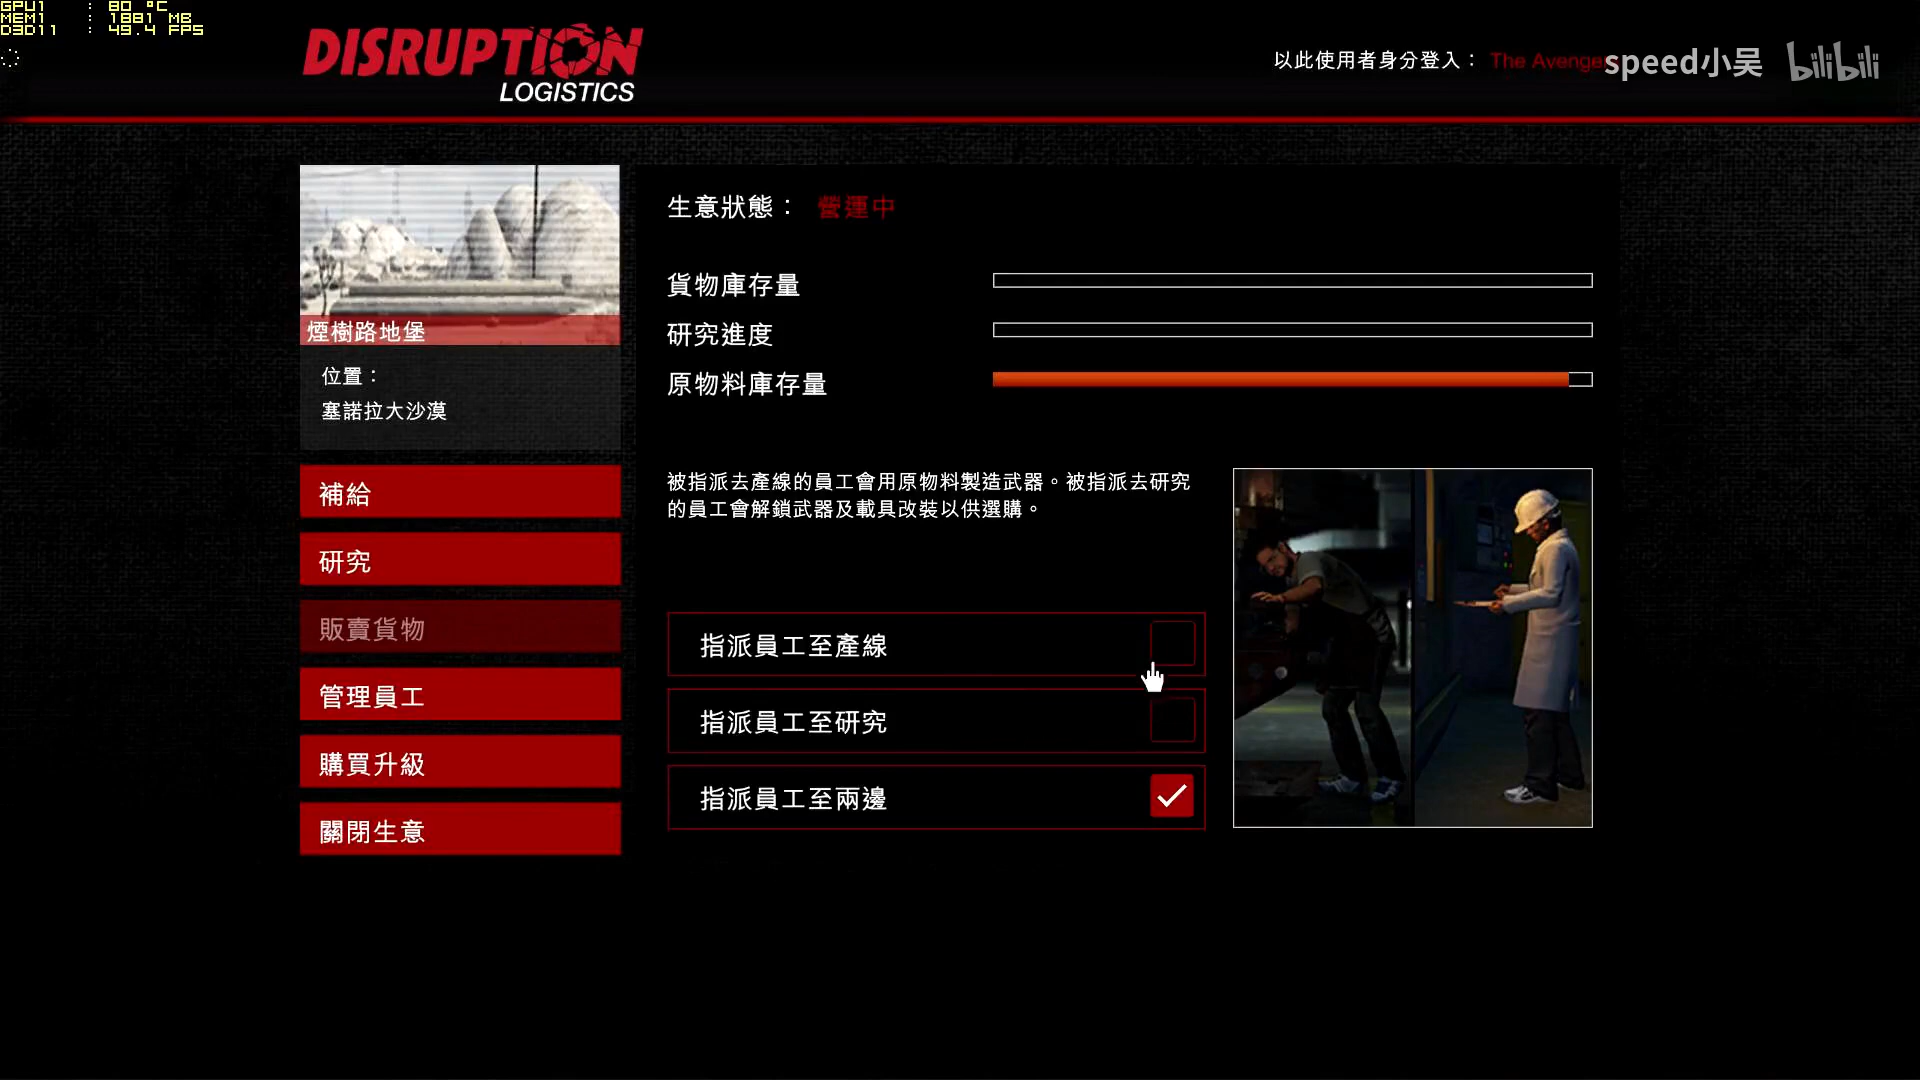 GPU1 : 80 °C
MEM1 : 1881 MB
D3D11 : 49.4 FPS
DISRUPTION
LOGISTICS
以此使用者身分登入：
The Avenge
speed小吴
bilibili
煙樹路地堡
位置：
塞諾拉大沙漠
補給
研究
販賣貨物
管理員工
購買升級
關閉生意
生意狀態： 營運中
貨物庫存量
研究進度
原物料庫存量
被指派去產線的員工會用原物料製造武器。被指派去研究
的員工會解鎖武器及載具改裝以供選購。
指派員工至產線
指派員工至研究
指派員工至兩邊